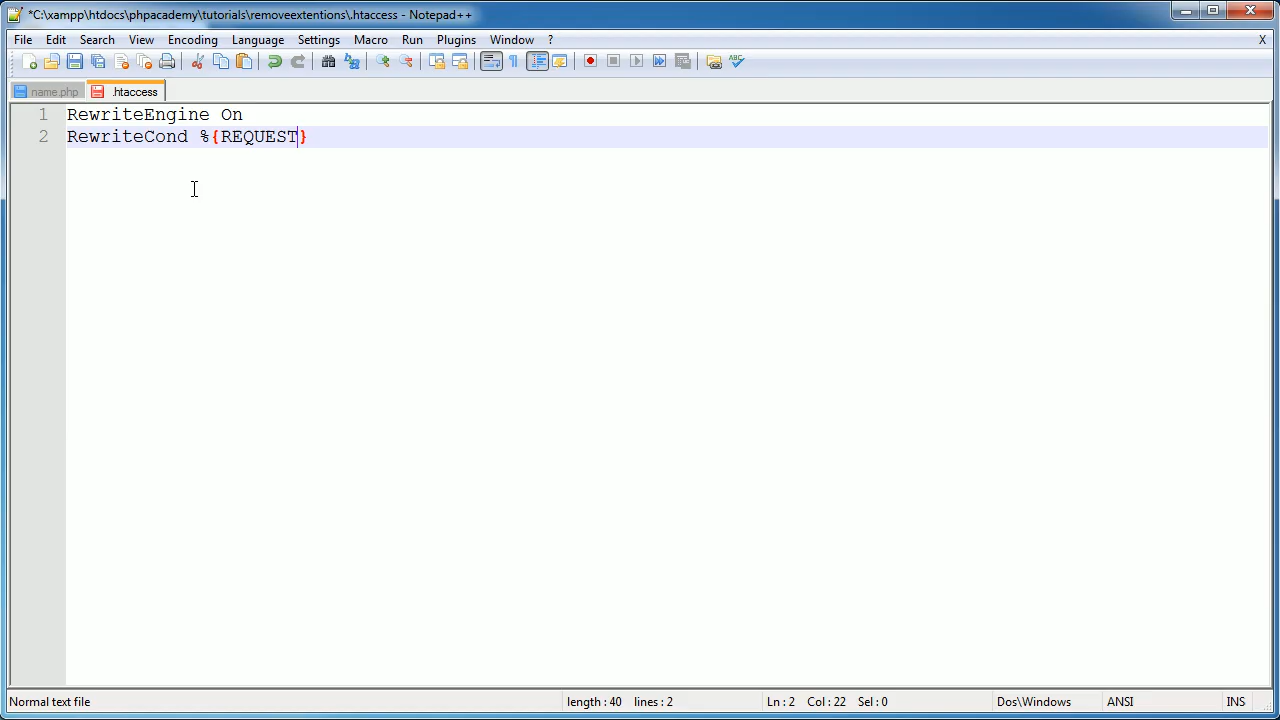 *C:\xampp\htdocs\phpacademy\tutorials\removeextentions\.htaccess - Notepad++
File Edit Search View Encoding Language Settings Macro Run Plugins Window ? X
name.php .htaccess
1 RewriteEngine On
2 RewriteCond %{REQUEST}
Normal text file length : 40 lines : 2 Ln : 2 Col : 22 Sel : 0 Dos\Windows ANSI INS